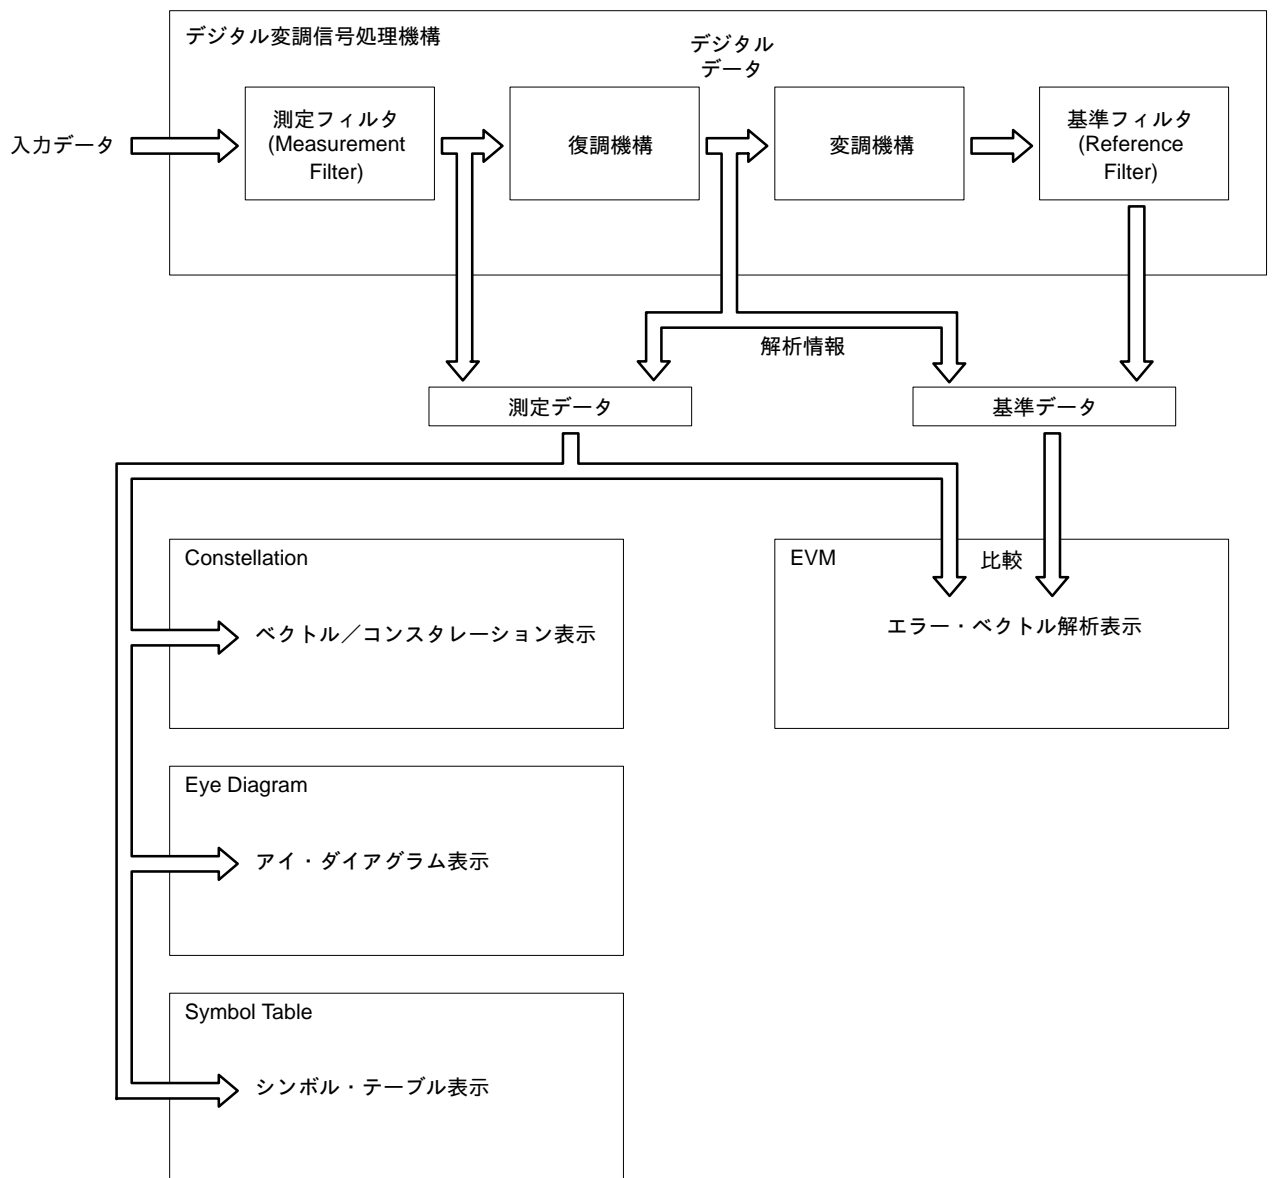 デジタル変調信号処理機構
デジタル
データ
入力データ
測定フィルタ
(Measurement
Filter)
復調機構
変調機構
基準フィルタ
(Reference
Filter)
解析情報
測定データ
基準データ
Constellation
ベクトル／コンスタレーション表示
EVM
比較
エラー・ベクトル解析表示
Eye Diagram
アイ・ダイアグラム表示
Symbol Table
シンボル・テーブル表示